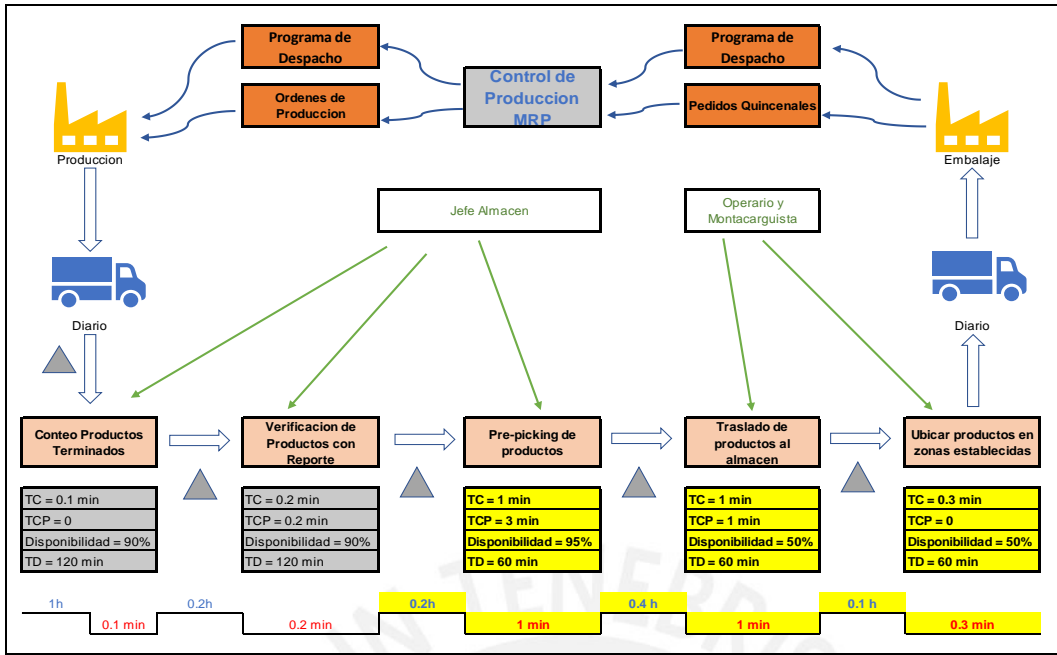 Programa de
Despacho
Ordenes de
Produccion
Control de
Produccion
MRP
Programa de
Despacho
Pedidos Quincenales
Produccion
Embalaje
Jefe Almacen
Operario y
Montacarguista
Diario
Diario
Conteo Productos
Terminados
Verificacion de
Productos con
Reporte
Pre-picking de
productos
Traslado de
productos al
almacen
Ubicar productos en
zonas establecidas
TC = 0.1 min
TCP = 0
Disponibilidad = 90%
TD = 120 min
TC = 0.2 min
TCP = 0.2 min
Disponibilidad = 90%
TD = 120 min
TC = 1 min
TCP = 3 min
Disponibilidad = 95%
TD = 60 min
TC = 1 min
TCP = 1 min
Disponibilidad = 50%
TD = 60 min
TC = 0.3 min
TCP = 0
Disponibilidad = 50%
TD = 60 min
1h
0.2h
0.2h
0.4 h
0.1 h
0.1 min
0.2 min
1 min
1 min
0.3 min
IN TENEBRIS